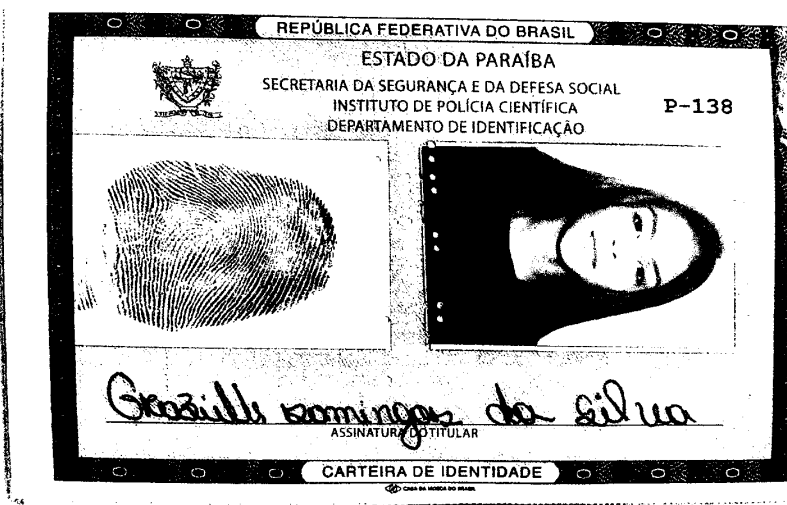 REPÚBLICA FEDERATIVA DO BRASIL
ESTADO DA PARAÍBA
SECRETARIA DA SEGURANÇA E DA DEFESA SOCIAL
INSTITUTO DE POLÍCIA CIENTÍFICA
P-138
DEPARTAMENTO DE IDENTIFICAÇÃO
Grazielle Domingos da Silva
ASSINATURA DO TITULAR
CARTEIRA DE IDENTIDADE
CASA DA MOEDA DO BRASIL